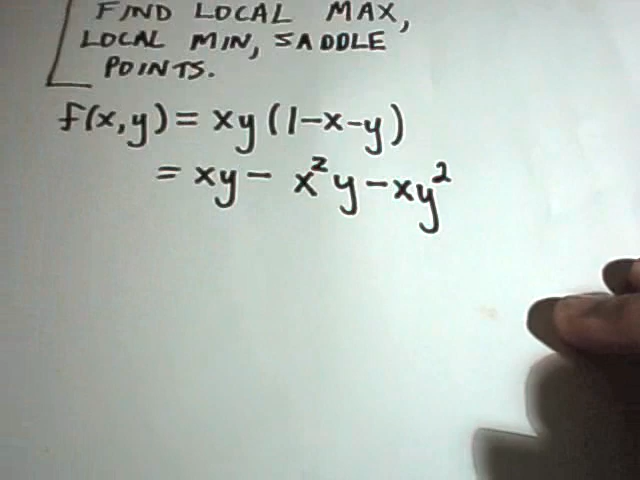 FIND LOCAL MAX,
LOCAL MIN, SADDLE
POINTS.
f(x,y) = xy(1-x-y)
= xy - x²y - xy²